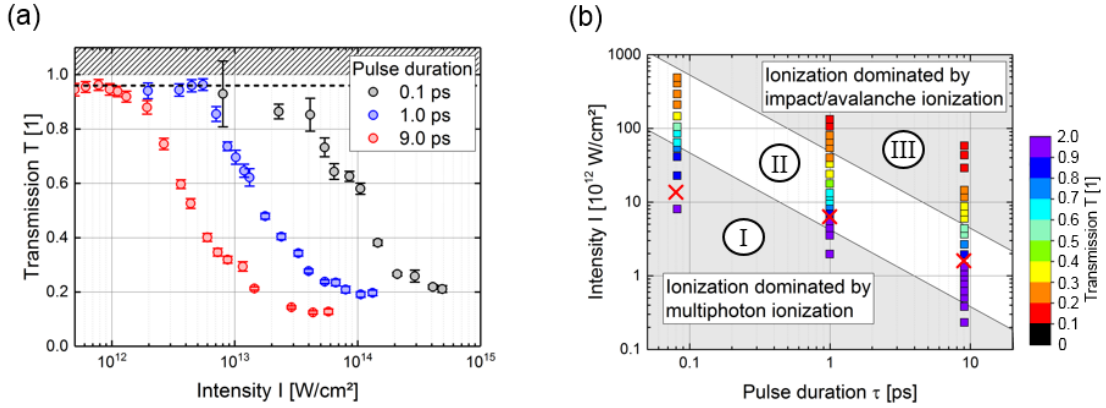 (a)
Transmission T [1]
1.0
0.8
0.6
0.4
0.2
0.0
Pulse duration
0.1 ps
1.0 ps
9.0 ps
10¹²
10¹³
10¹⁴
10¹⁵
Intensity I [W/cm²]
(b)
Intensity I [10¹² W/cm²]
1000
100
10
1
0.1
Ionization dominated by
impact/avalanche ionization
III
II
I
Ionization dominated by
multiphoton ionization
0.1
1
10
Pulse duration τ [ps]
2.0
0.9
0.8
0.7
0.6
0.5
0.4
0.3
0.2
0.1
0
Transmission T [1]